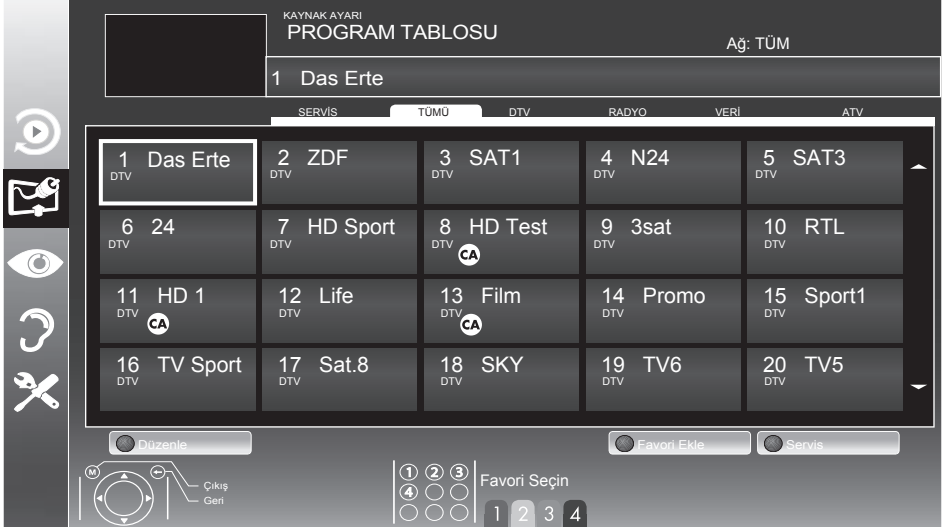 KAYNAK AYARI
PROGRAM TABLOSU
Ağ: TÜM
1 Das Erte
SERVİS TÜMÜ DTV RADYO VERİ ATV
1 Das Erte 2 ZDF 3 SAT1 4 N24 5 SAT3
DTV DTV DTV DTV DTV
6 24 7 HD Sport 8 HD Test 9 3sat 10 RTL
DTV DTV DTV DTV DTV
CA
11 HD 1 12 Life 13 Film 14 Promo 15 Sport1
DTV DTV DTV DTV DTV
CA CA
16 TV Sport 17 Sat.8 18 SKY 19 TV6 20 TV5
DTV DTV DTV DTV DTV
Düzenle Favori Ekle Servis
M
Çıkış
Geri
1 2 3
4
Favori Seçin
1 2 3 4